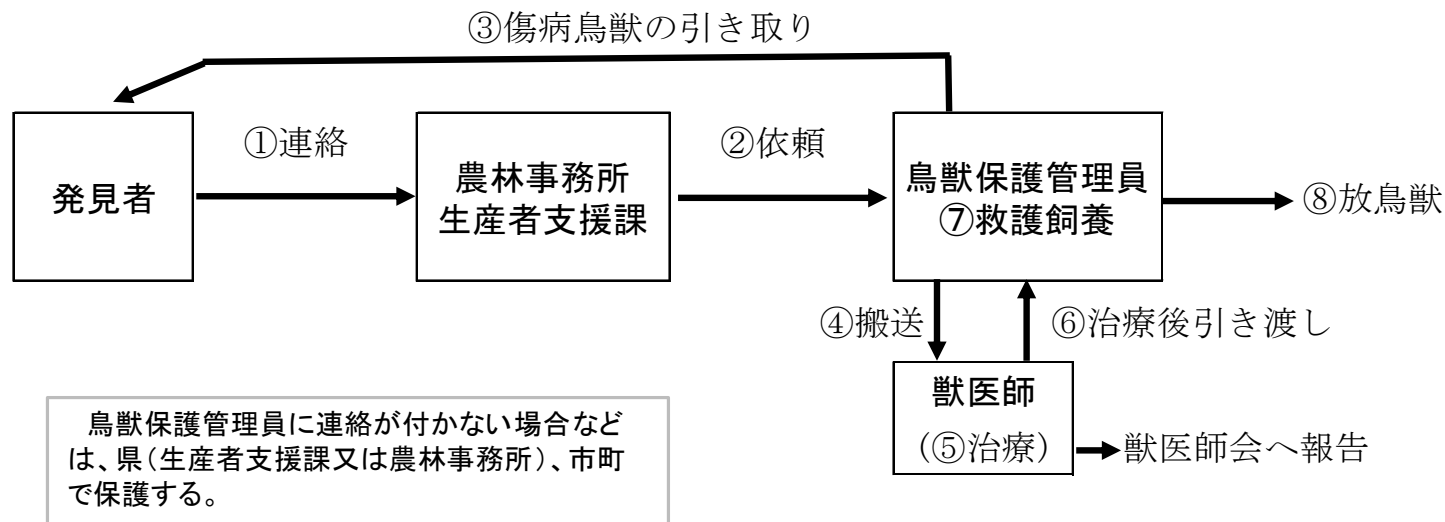 ③傷病鳥獣の引き取り
発見者
①連絡
農林事務所
生産者支援課
②依頼
鳥獣保護管理員
⑦救護飼養
⑧放鳥獣
④搬送
⑥治療後引き渡し
獣医師
(⑤治療)
獣医師会へ報告
鳥獣保護管理員に連絡が付かない場合など
は、県(生産者支援課又は農林事務所)、市町
で保護する。